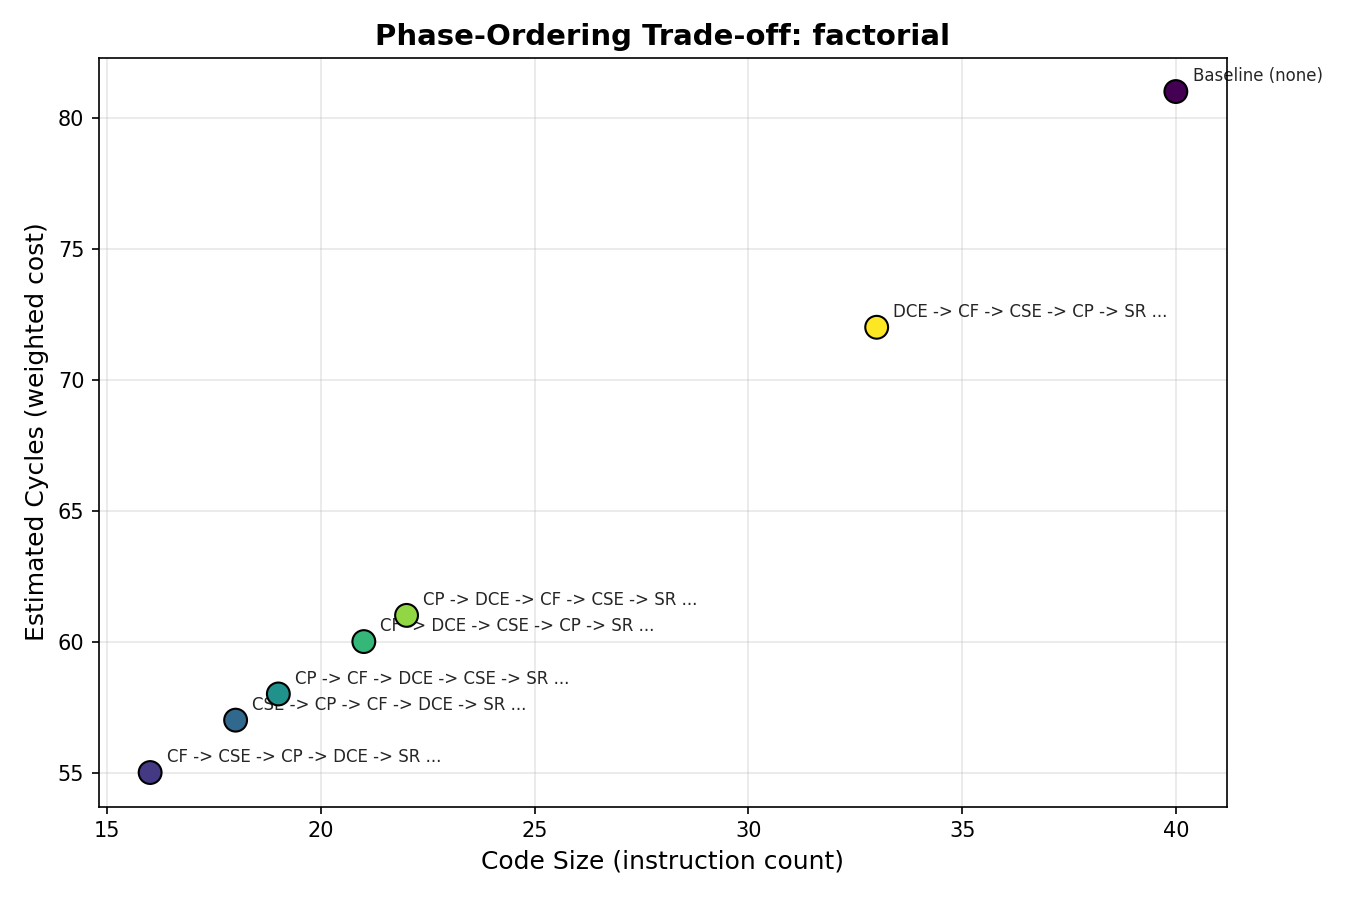 Phase-Ordering Trade-off: factorial
Baseline (none)
80
75
DCE -> CF -> CSE -> CP -> SR ...
70
Estimated Cycles (weighted cost)
65
CP -> DCE -> CF -> CSE -> SR ...
CF -> DCE -> CSE -> CP -> SR ...
60
CP -> CF -> DCE -> CSE -> SR ...
CSE -> CP -> CF -> DCE -> SR ...
CF -> CSE -> CP -> DCE -> SR ...
55
15 20 25 30 35 40
Code Size (instruction count)